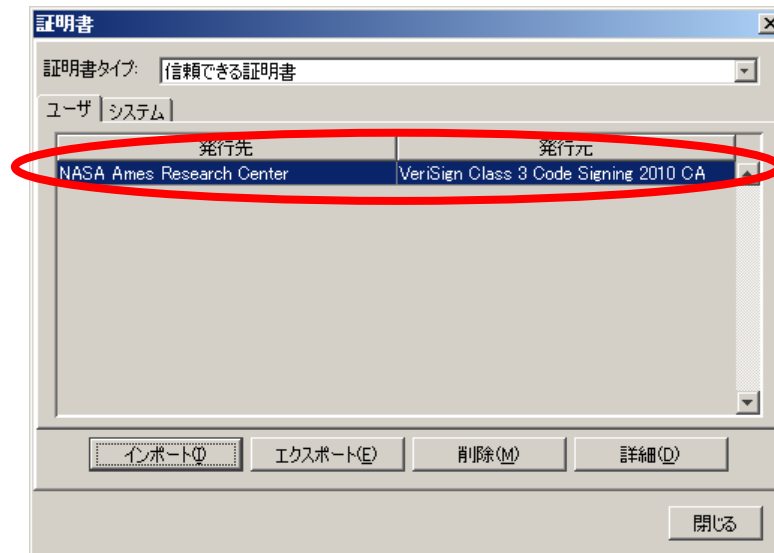 証明書
証明書タイプ: 信頼できる証明書
ユーザ システム
発行先 発行元
NASA Ames Research Center VeriSign Class 3 Code Signing 2010 CA
インポート(I) エクスポート(E) 削除(M) 詳細(D)
閉じる